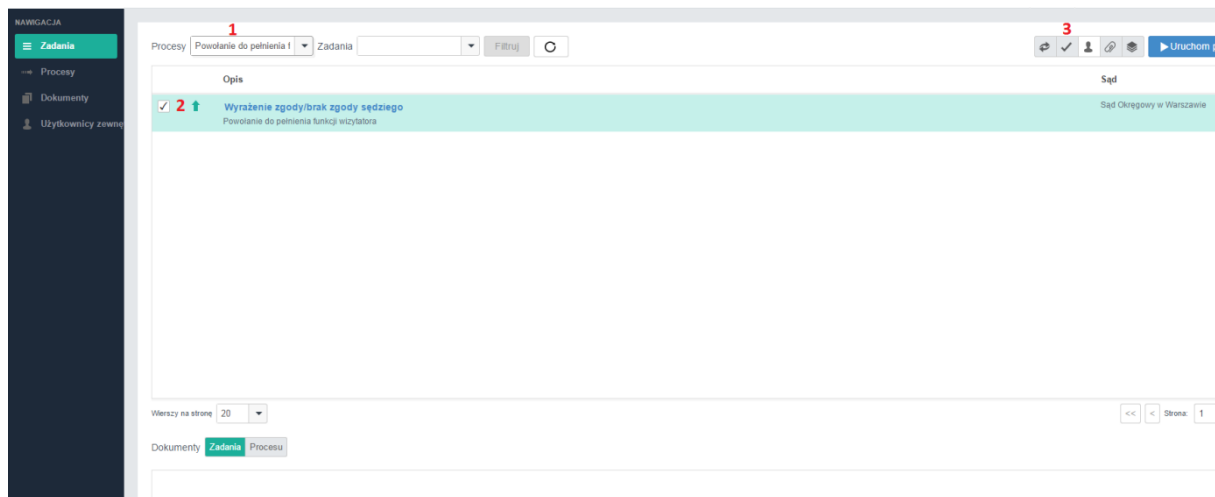 NAWIGACJA
Zadania
Procesy
Dokumenty
Użytkownicy zewnę
1
3
Procesy Powołanie do pełnienia f Zadania Filtruj Uruchom p
Opis Sąd
2 Wyrażenie zgody/brak zgody sędziego Sąd Okręgowy w Warszawie
Powołanie do pełnienia funkcji wizytatora
Wierszy na stronę 20 << < Strona: 1
Dokumenty Zadania Procesu